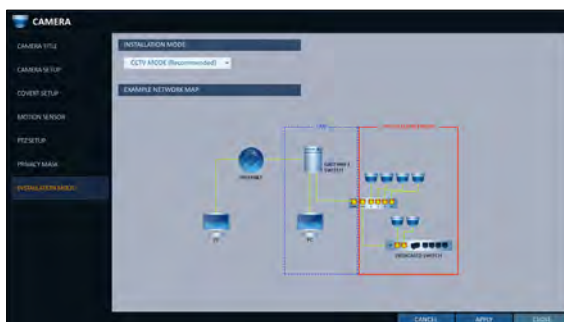 CAMERA
CAMERA TITLE
CAMERA SETUP
COVERT SETUP
MOTION SENSOR
PTZ SETUP
PRIVACY MASK
INSTALLATION MODE
INSTALLATION MODE
CCTV MODE (Recommended)
EXAMPLE NETWORK MAP
INTERNET
GATEWAY
SWITCH
PC
PC
DEDICATED SWITCH
CANCEL
APPLY
CLOSE